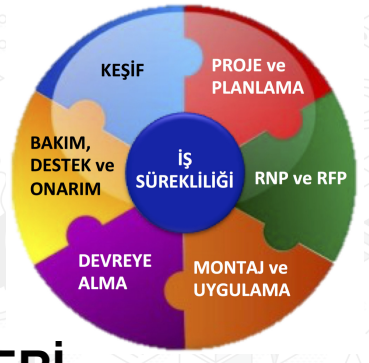 KEŞİF
PROJE ve
PLANLAMA
RNP ve RFP
MONTAJ ve
UYGULAMA
DEVREYE
ALMA
BAKIM,
DESTEK ve
ONARIM
İŞ
SÜREKLİLİĞİ